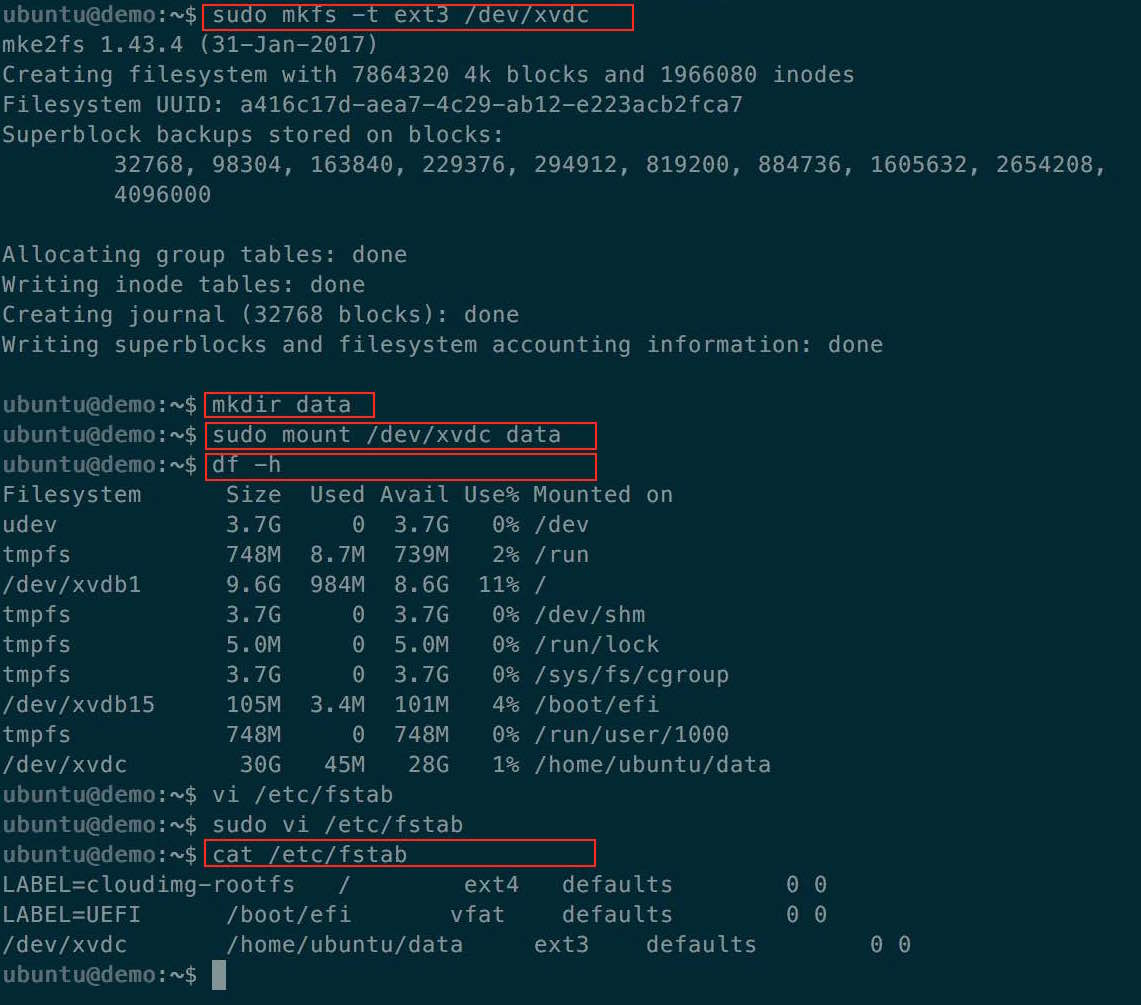 ubuntu@demo:~$ sudo mkfs -t ext3 /dev/xvdc
mke2fs 1.43.4 (31-Jan-2017)
Creating filesystem with 7864320 4k blocks and 1966080 inodes
Filesystem UUID: a416c17d-aea7-4c29-ab12-e223acb2fca7
Superblock backups stored on blocks:
        32768, 98304, 163840, 229376, 294912, 819200, 884736, 1605632, 2654208,
        4096000

Allocating group tables: done
Writing inode tables: done
Creating journal (32768 blocks): done
Writing superblocks and filesystem accounting information: done

ubuntu@demo:~$ mkdir data
ubuntu@demo:~$ sudo mount /dev/xvdc data
ubuntu@demo:~$ df -h
Filesystem      Size  Used Avail Use% Mounted on
udev            3.7G     0  3.7G   0% /dev
tmpfs           748M  8.7M  739M   2% /run
/dev/xvdb1      9.6G  984M  8.6G  11% /
tmpfs           3.7G     0  3.7G   0% /dev/shm
tmpfs           5.0M     0  5.0M   0% /run/lock
tmpfs           3.7G     0  3.7G   0% /sys/fs/cgroup
/dev/xvdb15     105M  3.4M  101M   4% /boot/efi
tmpfs           748M     0  748M   0% /run/user/1000
/dev/xvdc        30G   45M   28G   1% /home/ubuntu/data
ubuntu@demo:~$ vi /etc/fstab
ubuntu@demo:~$ sudo vi /etc/fstab
ubuntu@demo:~$ cat /etc/fstab
LABEL=cloudimg-rootfs   /        ext4   defaults        0 0
LABEL=UEFI      /boot/efi       vfat    defaults        0 0
/dev/xvdc       /home/ubuntu/data     ext3    defaults        0 0
ubuntu@demo:~$